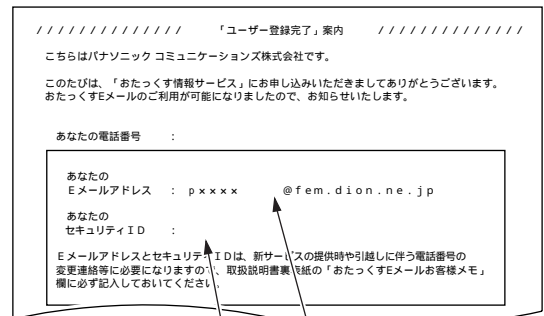 / / / / / / / / / / / / / / 「ユーザー登録完了」案内 / / / / / / / / / / / / / /
こちらはパナソニック コミュニケーションズ株式会社です。
このたびは、「おたっくす情報サービス」にお申し込みいただきましてありがとうございます。
おたっくすEメールのご利用が可能になりましたので、お知らせいたします。
あなたの電話番号 :
あなたの
Eメールアドレス : p×××× @fem.dion.ne.jp
あなたの
セキュリティID :
EメールアドレスとセキュリティIDは、新サービスの提供時や引越しに伴う電話番号の
変更連絡等に必要になりますので、取扱説明書裏表紙の「おたっくすEメールお客様メモ」
欄に必ず記入しておいてください。